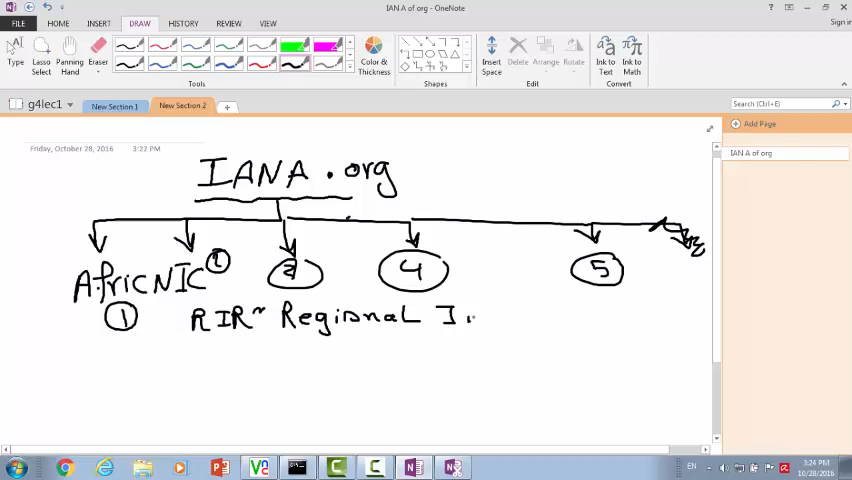 IAN.A of org - OneNote
FILE HOME INSERT DRAW HISTORY REVIEW VIEW Sign in
Type Lasso Select Panning Hand Eraser Color & Thickness Insert Space Delete Arrange Rotate Ink to Text Ink to Math
Tools Shapes Edit Convert
g4lec1 New Section 1 New Section 2 Search (Ctrl+E)
Add Page
IAN A of org
Friday, October 28, 2016 3:22 PM
IANA.org
AfricNIC 2 3 4 5
1 RIR~ Regional I
EN 3:24 PM
10/28/2016